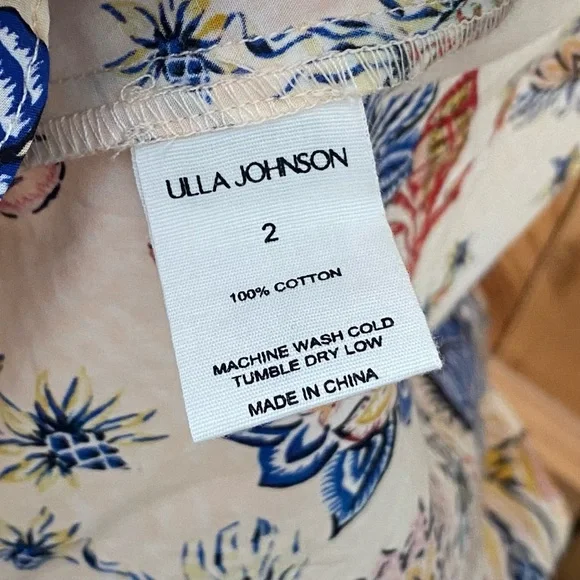 ULLA JOHNSON
2
100% COTTON
MACHINE WASH COLD
TUMBLE DRY LOW
MADE IN CHINA